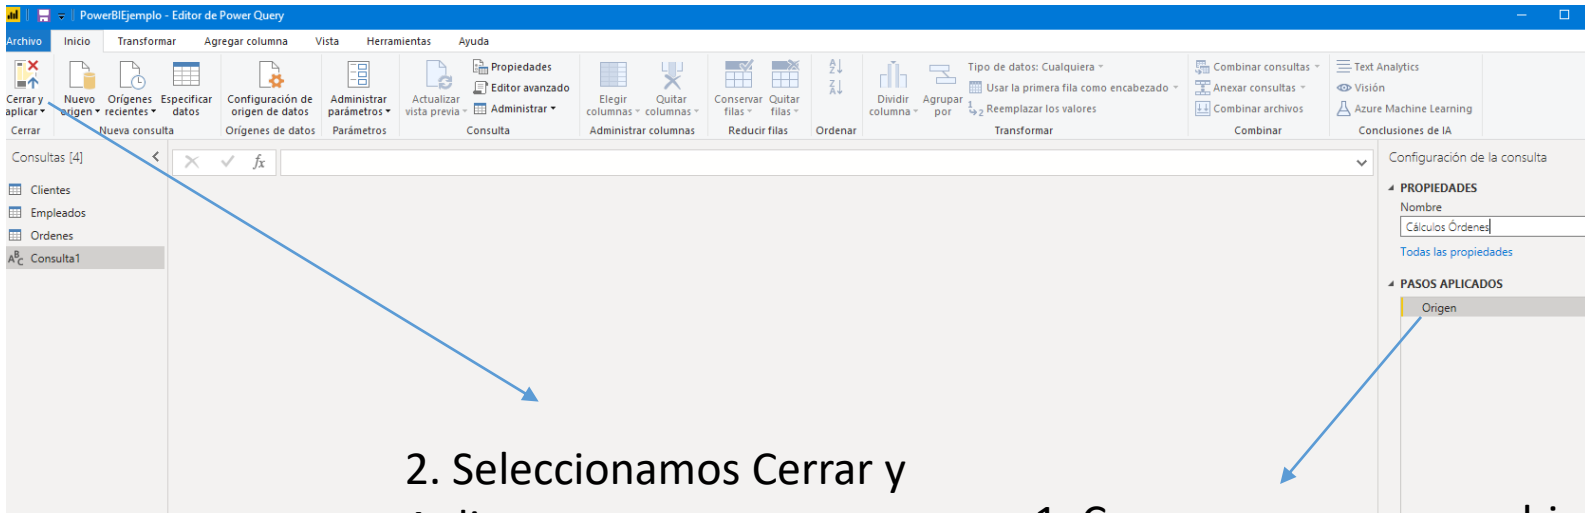 PowerBIEjemplo - Editor de Power Query
Archivo Inicio Transformar Agregar columna Vista Herramientas Ayuda
Cerrar y aplicar
Nuevo origen
Orígenes recientes
Especificar datos
Configuración de origen de datos
Administrar parámetros
Actualizar vista previa
Propiedades
Editor avanzado
Administrar
Elegir columnas
Quitar columnas
Conservar filas
Quitar filas
Dividir columna
Agrupar por
Tipo de datos: Cualquiera
Usar la primera fila como encabezado
Reemplazar los valores
Combinar consultas
Anexar consultas
Combinar archivos
Text Analytics
Visión
Azure Machine Learning
Cerrar Nueva consulta Orígenes de datos Parámetros Consulta Administrar columnas Reducir filas Ordenar Transformar Combinar Conclusiones de IA
Consultas [4]
fx
Clientes
Empleados
Ordenes
ABC Consulta1
Configuración de la consulta
PROPIEDADES
Nombre
Cálculos Órdenes
Todas las propiedades
PASOS APLICADOS
Origen
2. Seleccionamos Cerrar y